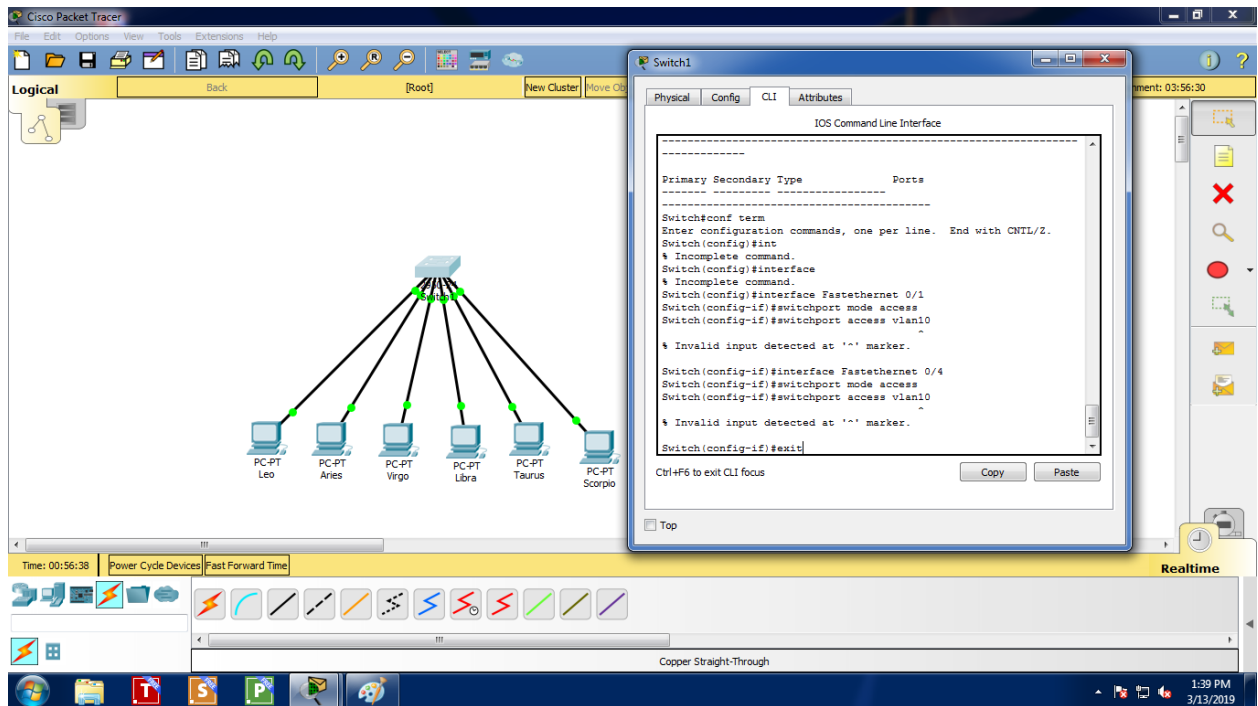 Cisco Packet Tracer
File Edit Options View Tools Extensions Help
Logical
Back
[Root]
New Cluster
Move Ob
nment: 03:56:30
Switch1
Physical
Config
CLI
Attributes
IOS Command Line Interface
--------------------------------------------------------------------
-------------
Primary Secondary Type Ports
------- --------- -----------------
--------------------------------------------
Switch#conf term
Enter configuration commands, one per line. End with CNTL/Z.
Switch(config)#int
% Incomplete command.
Switch(config)#interface
% Incomplete command.
Switch(config)#interface Fastethernet 0/1
Switch(config-if)#switchport mode access
Switch(config-if)#switchport access vlan10
^
% Invalid input detected at '^' marker.
Switch(config-if)#interface Fastethernet 0/4
Switch(config-if)#switchport mode access
Switch(config-if)#switchport access vlan10
^
% Invalid input detected at '^' marker.
Switch(config-if)#exit
Ctrl+F6 to exit CLI focus
Copy
Paste
Top
Switch1
PC-PT
Leo
PC-PT
Aries
PC-PT
Virgo
PC-PT
Libra
PC-PT
Taurus
PC-PT
Scorpio
Time: 00:56:38
Power Cycle Devices
Fast Forward Time
Realtime
Copper Straight-Through
1:39 PM
3/13/2019